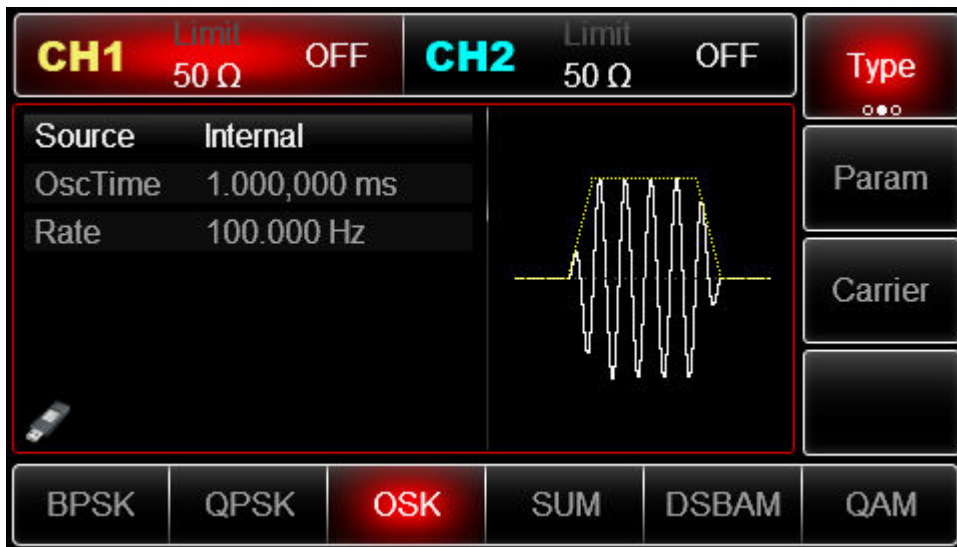 CH1 Limit 50 Ω OFF CH2 Limit 50 Ω OFF Type
Source Internal
OscTime 1.000,000 ms
Rate 100.000 Hz
Param
Carrier
BPSK QPSK OSK SUM DSBAM QAM